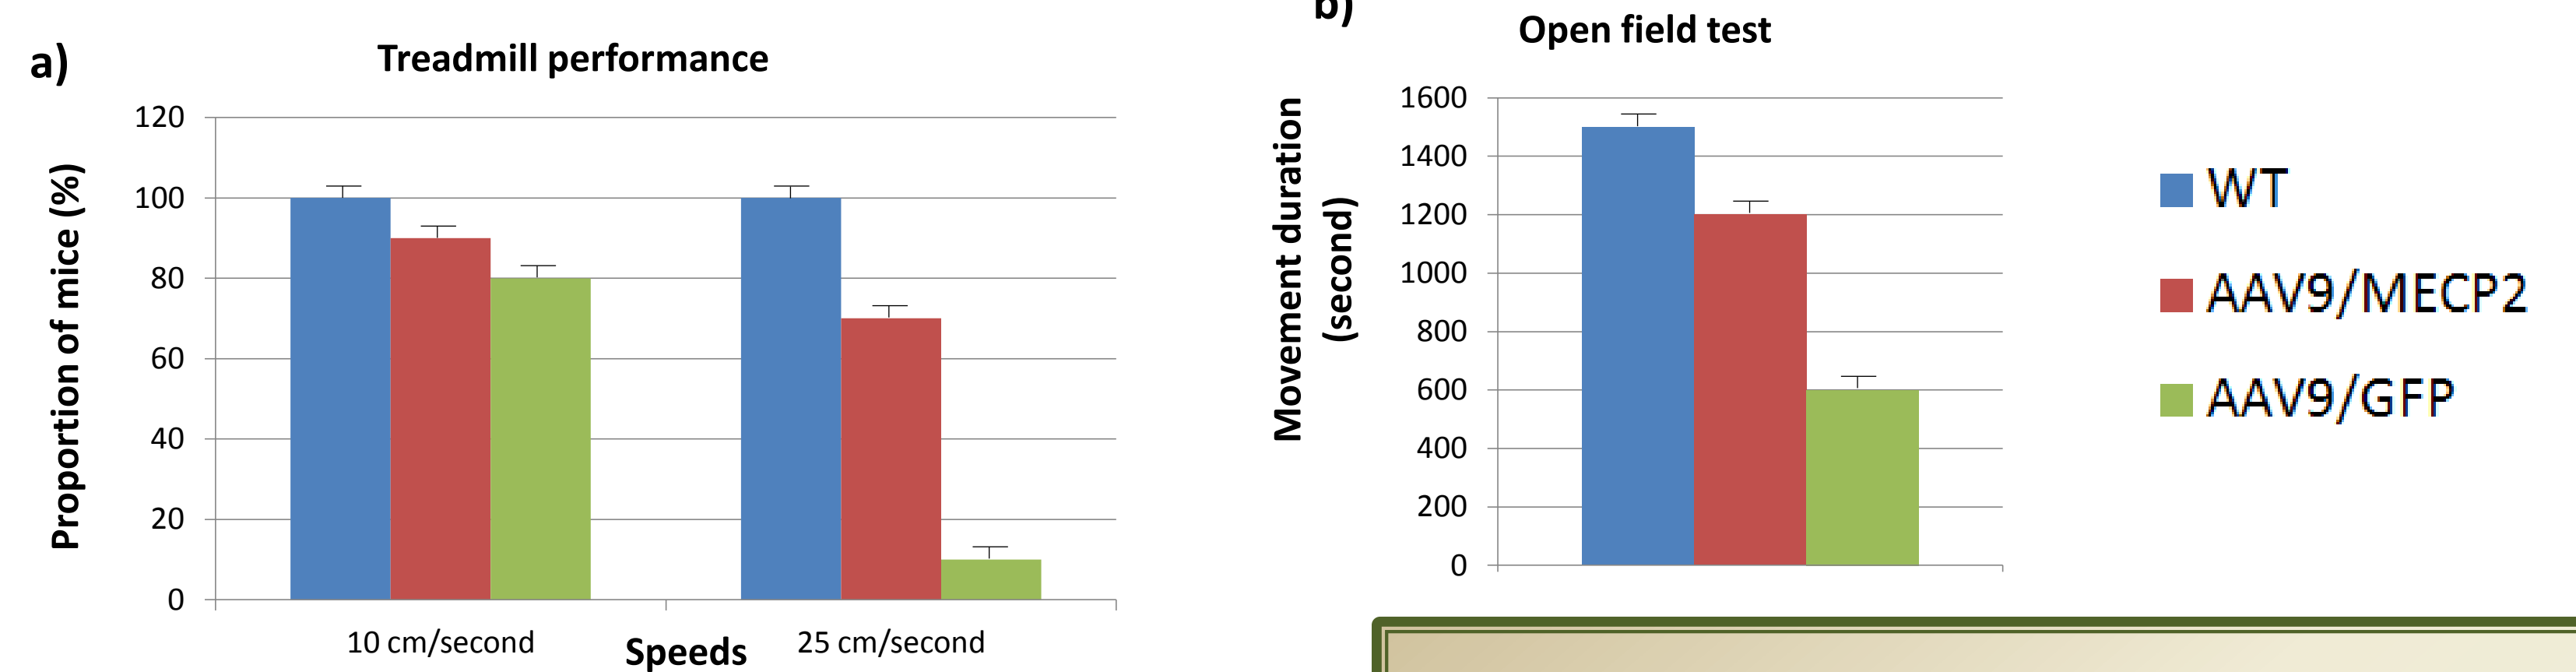 a)
Treadmill performance
Proportion of mice (%)
120
100
80
60
40
20
0
10 cm/second
25 cm/second
Speeds
b)
Open field test
Movement duration
(second)
1600
1400
1200
1000
800
600
400
200
0
WT
AAV9/MECP2
AAV9/GFP